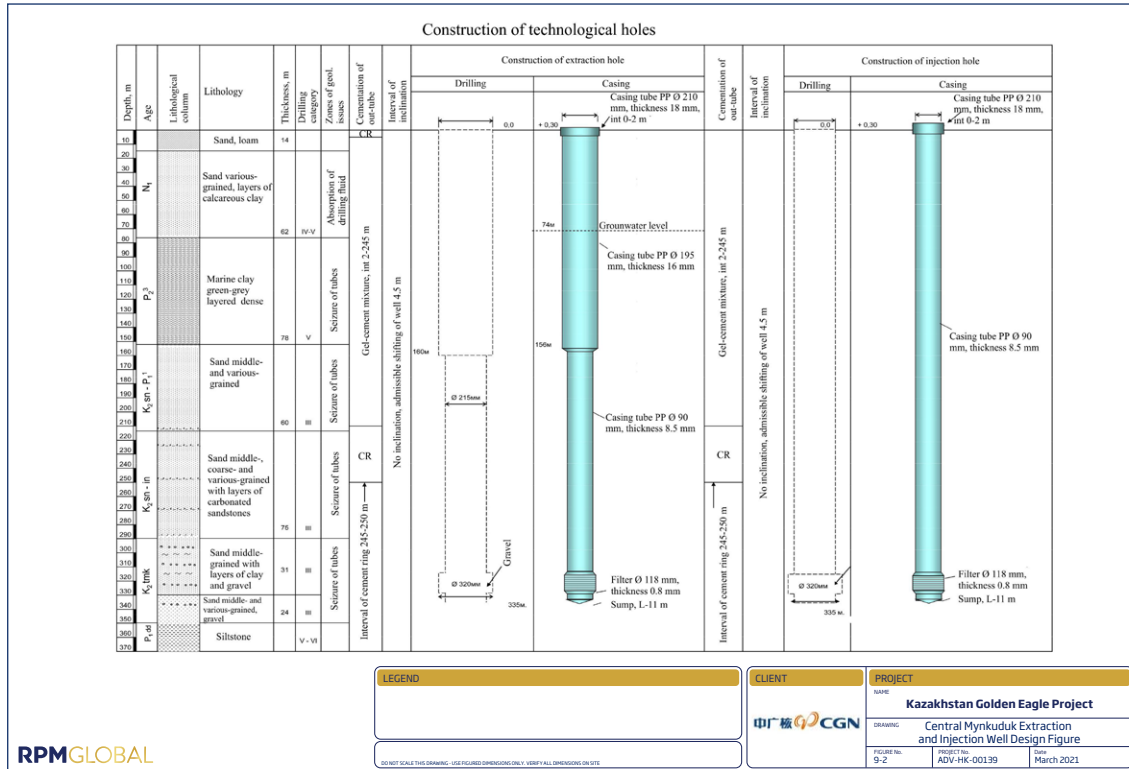 Construction of technological holes
Depth, m
Age
Lithological
column
Lithology
Thickness, m
Drilling
category
Zones of geol.
issues
Cementation of
out-tube
Interval of
inclination
Construction of extraction hole
Drilling
Casing
Cementation of
out-tube
Interval of
inclination
Construction of injection hole
Drilling
Casing
10
20
30
40
50
60
70
80
90
100
110
120
130
140
150
160
170
180
190
200
210
220
230
240
250
260
270
280
290
300
310
320
330
340
350
360
370
N₁
P₂³
K₂ sn - P₁¹
K₂ sn - in
K₂ tmk
P₁ dd
Sand, loam
14
Sand various-
grained, layers of
calcareous clay
62
IV-V
Absorption of
drilling fluid
Marine clay
green-grey
layered dense
78
V
Seizure of tubes
Sand middle-
and various-
grained
60
III
Seizure of tubes
Sand middle-,
coarse- and
various-grained
with layers of
carbonated
sandstones
76
III
Seizure of tubes
Sand middle-
grained with
layers of clay
and gravel
31
III
Seizure of tubes
Sand middle- and
various-grained,
gravel
24
III
Siltstone
V - VI
CR
Gel-cement mixture, int 2-245 m
CR
Interval of cement ring 245-250 m
No inclination, admissible shifting of well 4.5 m
0,0
+ 0,30
Casing tube PP Ø 210
mm, thickness 18 mm,
int 0-2 m
74м
Grounwater level
Casing tube PP Ø 195
mm, thickness 16 mm
160м
156м
Ø 215мм
Casing tube PP Ø 90
mm, thickness 8.5 mm
Gravel
Ø 320мм
335м.
Filter Ø 118 mm,
thickness 0.8 mm
Sump, L-11 m
Gel-cement mixture, int 2-245 m
CR
Interval of cement ring 245-250 m
No inclination, admissible shifting of well 4.5 m
0,0
+ 0,30
Casing tube PP Ø 210
mm, thickness 18 mm,
int 0-2 m
Casing tube PP Ø 90
mm, thickness 8.5 mm
Ø 320мм
335 м.
Filter Ø 118 mm,
thickness 0.8 mm
Sump, L-11 m
LEGEND
DO NOT SCALE THIS DRAWING - USE FIGURED DIMENSIONS ONLY. VERIFY ALL DIMENSIONS ON SITE
CLIENT
中广核 CGN
PROJECT
NAME
Kazakhstan Golden Eagle Project
DRAWING
Central Mynkuduk Extraction
and Injection Well Design Figure
FIGURE No.
9-2
PROJECT No.
ADV-HK-00139
Date
March 2021
RPMGLOBAL